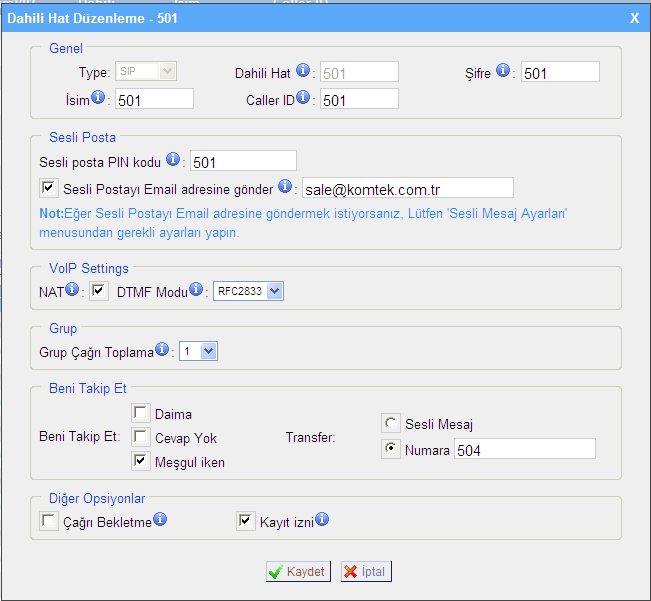 Dahili Hat Düzenleme - 501 X
Genel
Type: SIP Dahili Hat : 501 Şifre : 501
İsim : 501 Caller ID : 501
Sesli Posta
Sesli posta PIN kodu : 501
Sesli Postayı Email adresine gönder : sale@komtek.com.tr
Not:Eğer Sesli Postayı Email adresine göndermek istiyorsanız, Lütfen 'Sesli Mesaj Ayarları'
menusundan gerekli ayarları yapın.
VoIP Settings
NAT : DTMF Modu : RFC2833
Grup
Grup Çağrı Toplama : 1
Beni Takip Et
Daima
Beni Takip Et: Cevap Yok
Meşgul iken
Transfer:
Sesli Mesaj
Numara 504
Diğer Opsiyonlar
Çağrı Bekletme Kayıt izni
Kaydet İptal